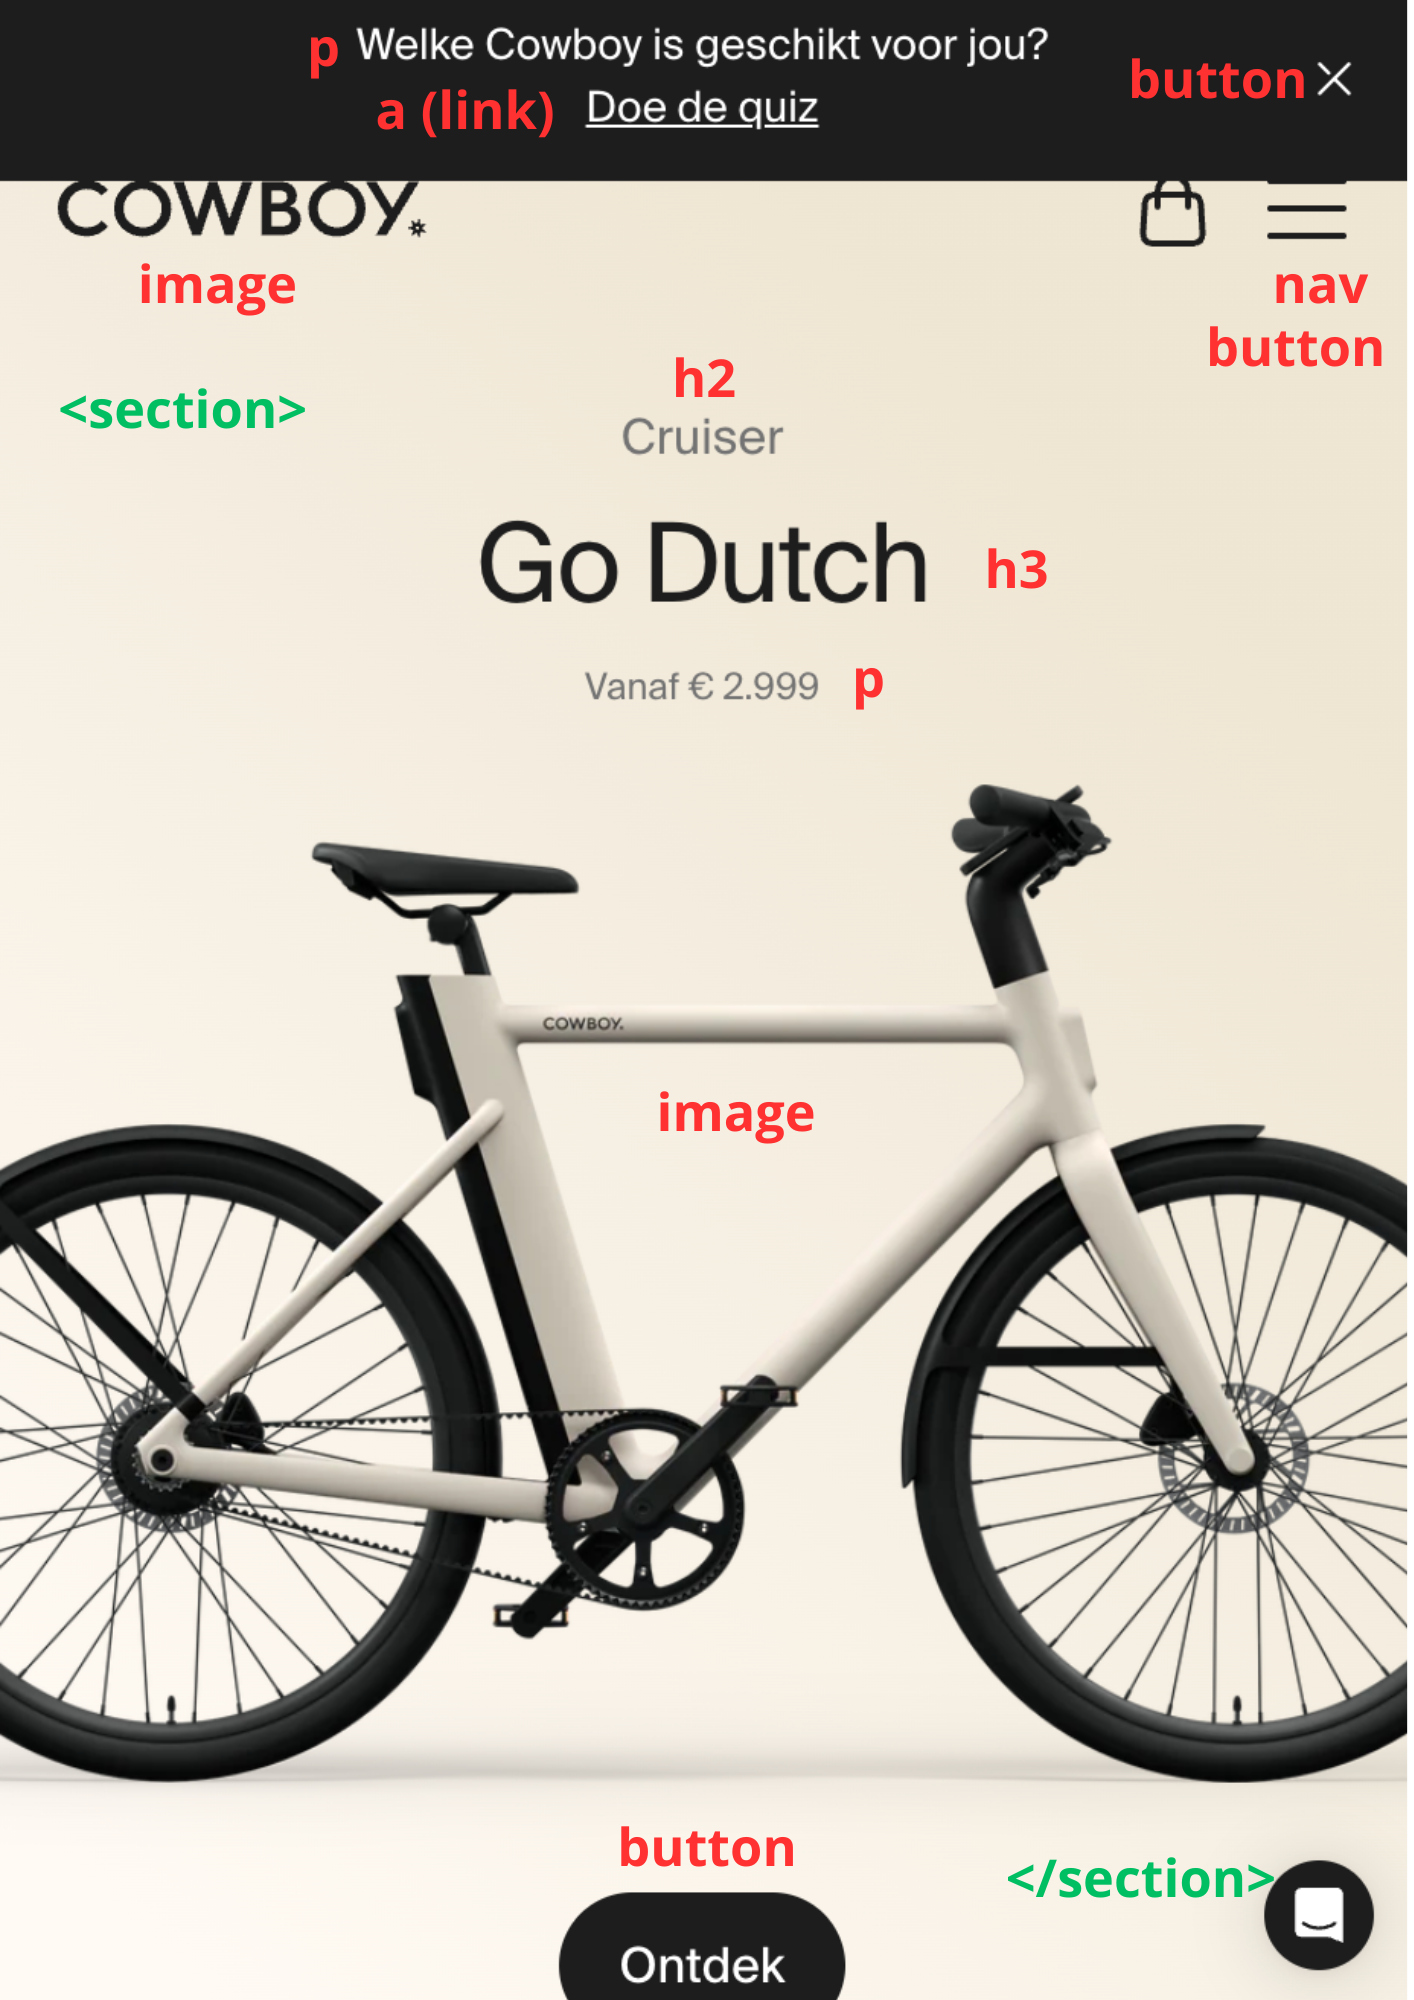 p Welke Cowboy is geschikt voor jou?
a (link) Doe de quiz
button
COWBOY
image
nav
button
<section>
h2
Cruiser
Go Dutch h3
Vanaf € 2.999 p
COWBOY.
image
button
</section>
Ontdek